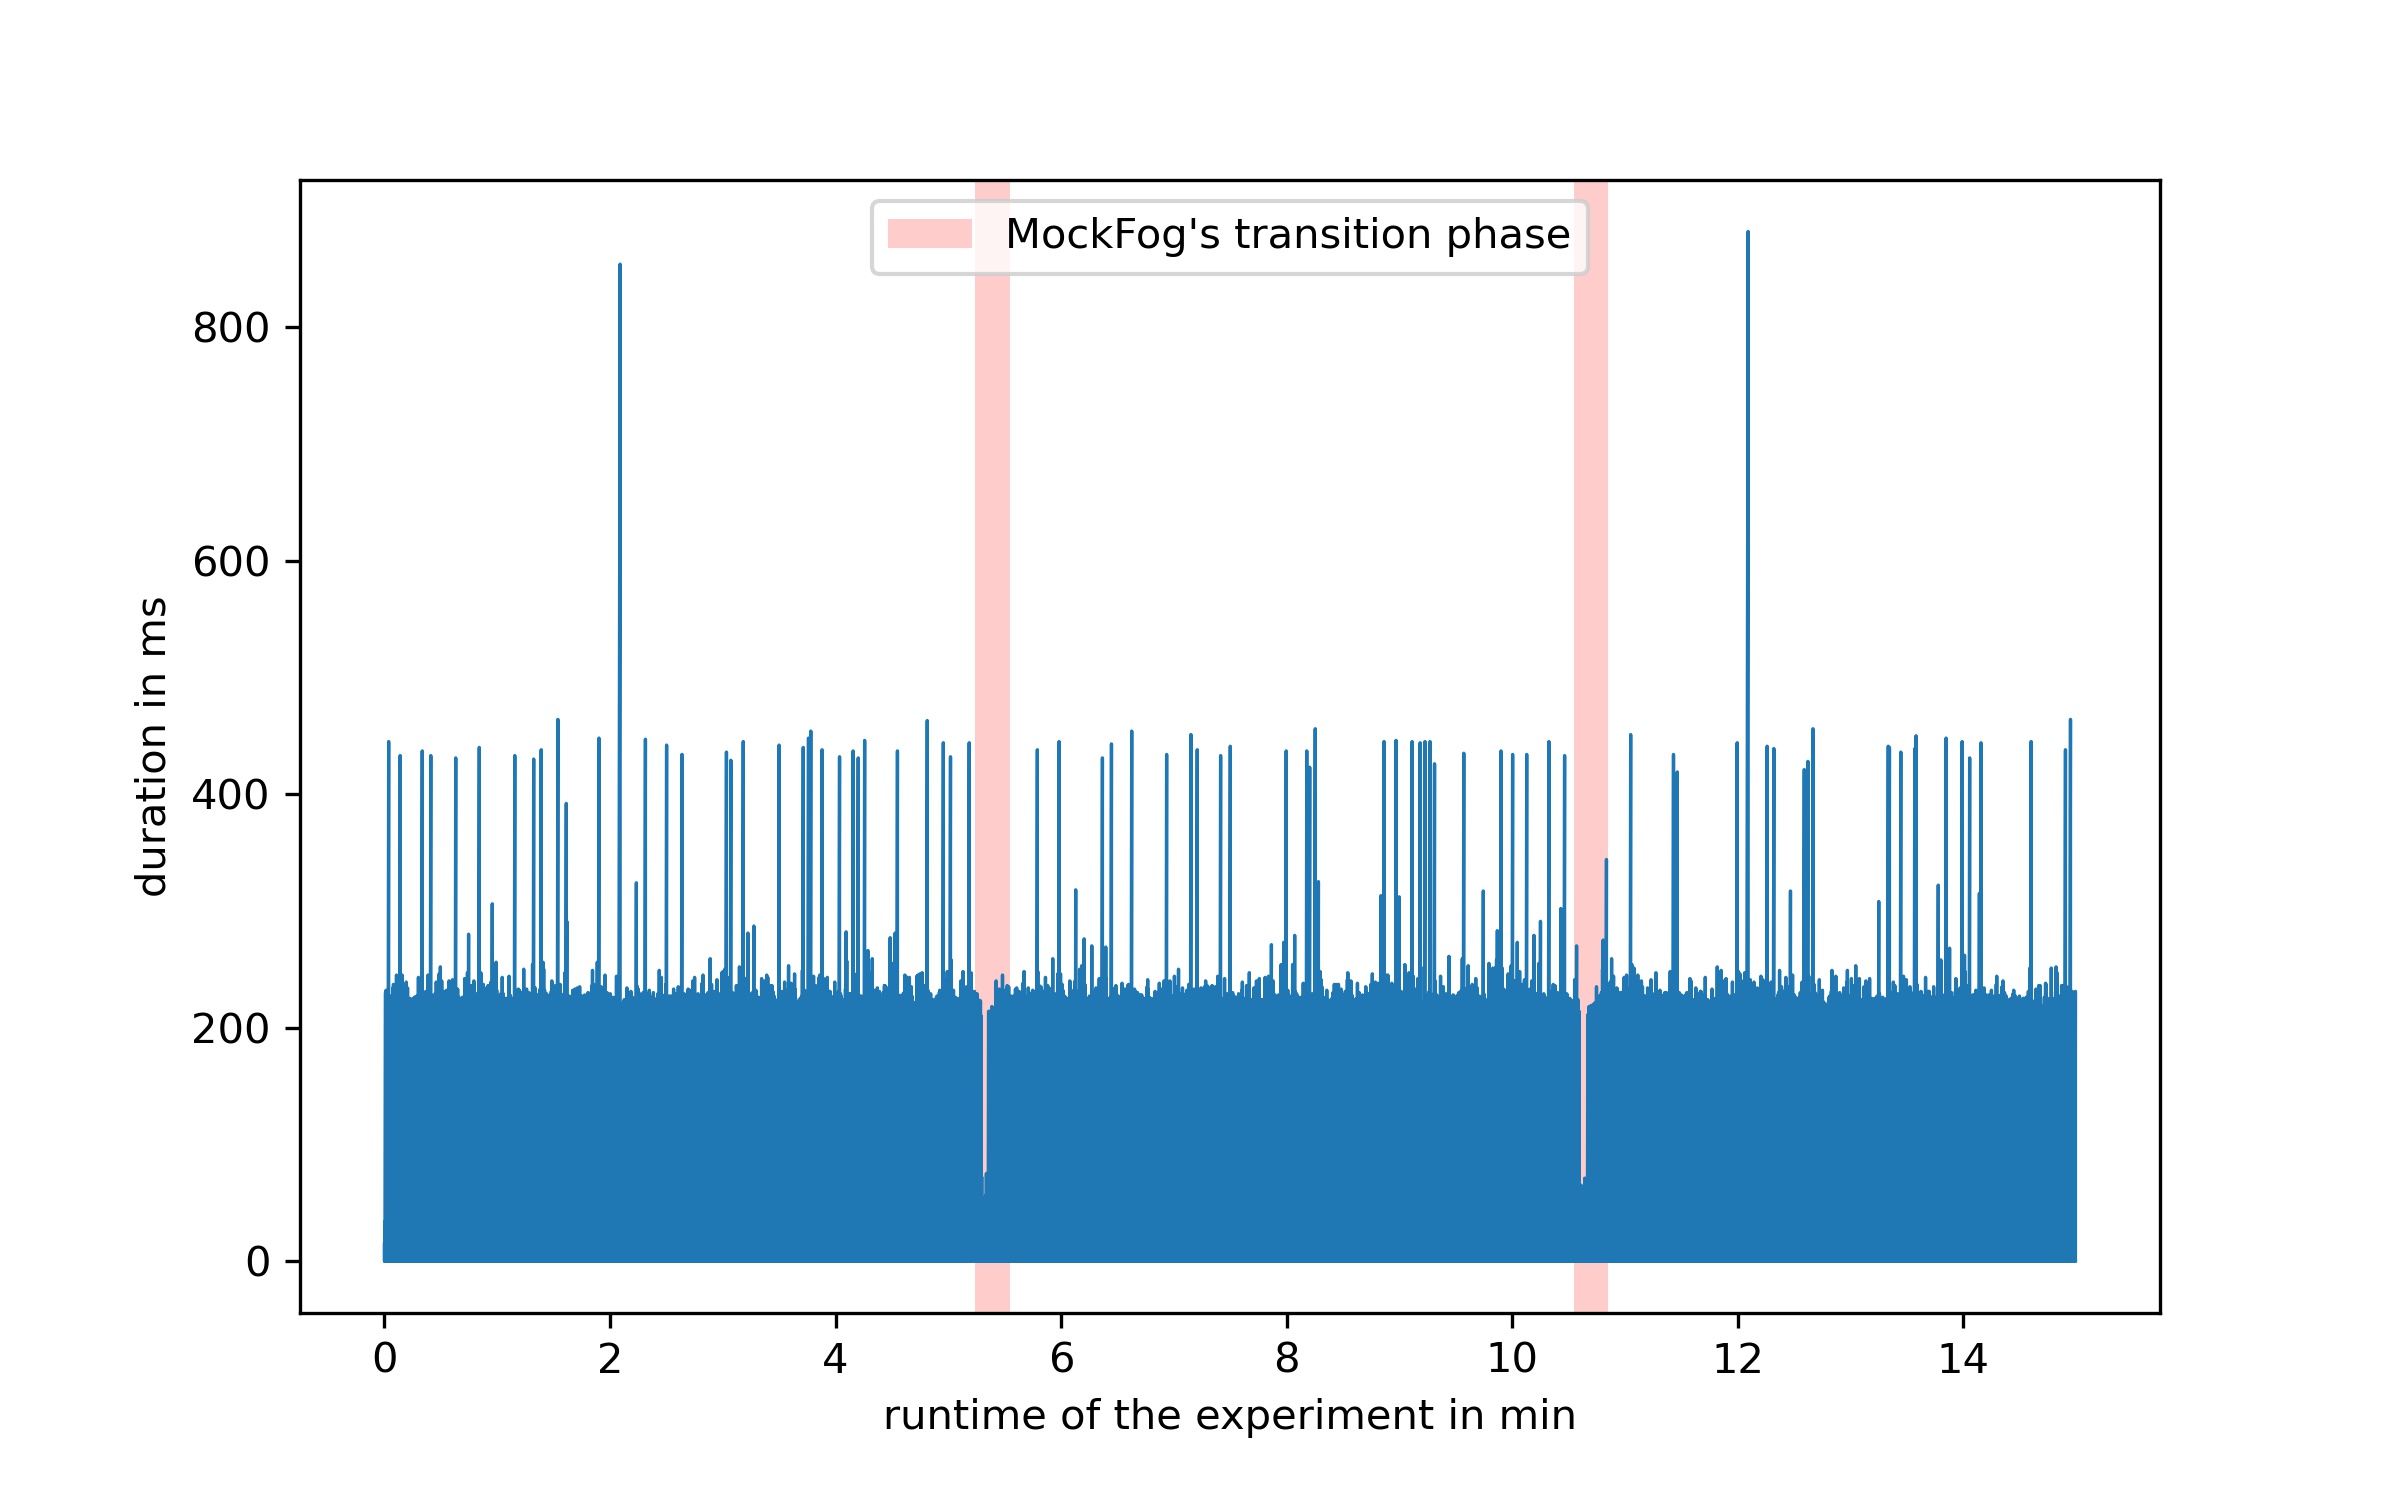 MockFog's transition phase
800
600
400
200
0
duration in ms
0 2 4 6 8 10 12 14
runtime of the experiment in min